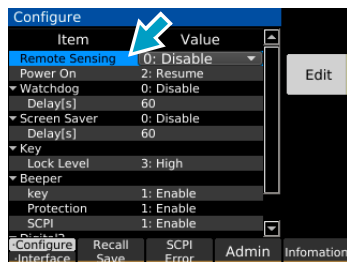 Configure
Item Value
Remote Sensing 0: Disable
Power On 2: Resume
Watchdog 0: Disable
Delay[s] 60
Screen Saver 0: Disable
Delay[s] 60
Key
Lock Level 3: High
Beeper
key 1: Enable
Protection 1: Enable
SCPI 1: Enable
Edit
·Configure Recall SCPI Admin Infomation
·Interface Save Error